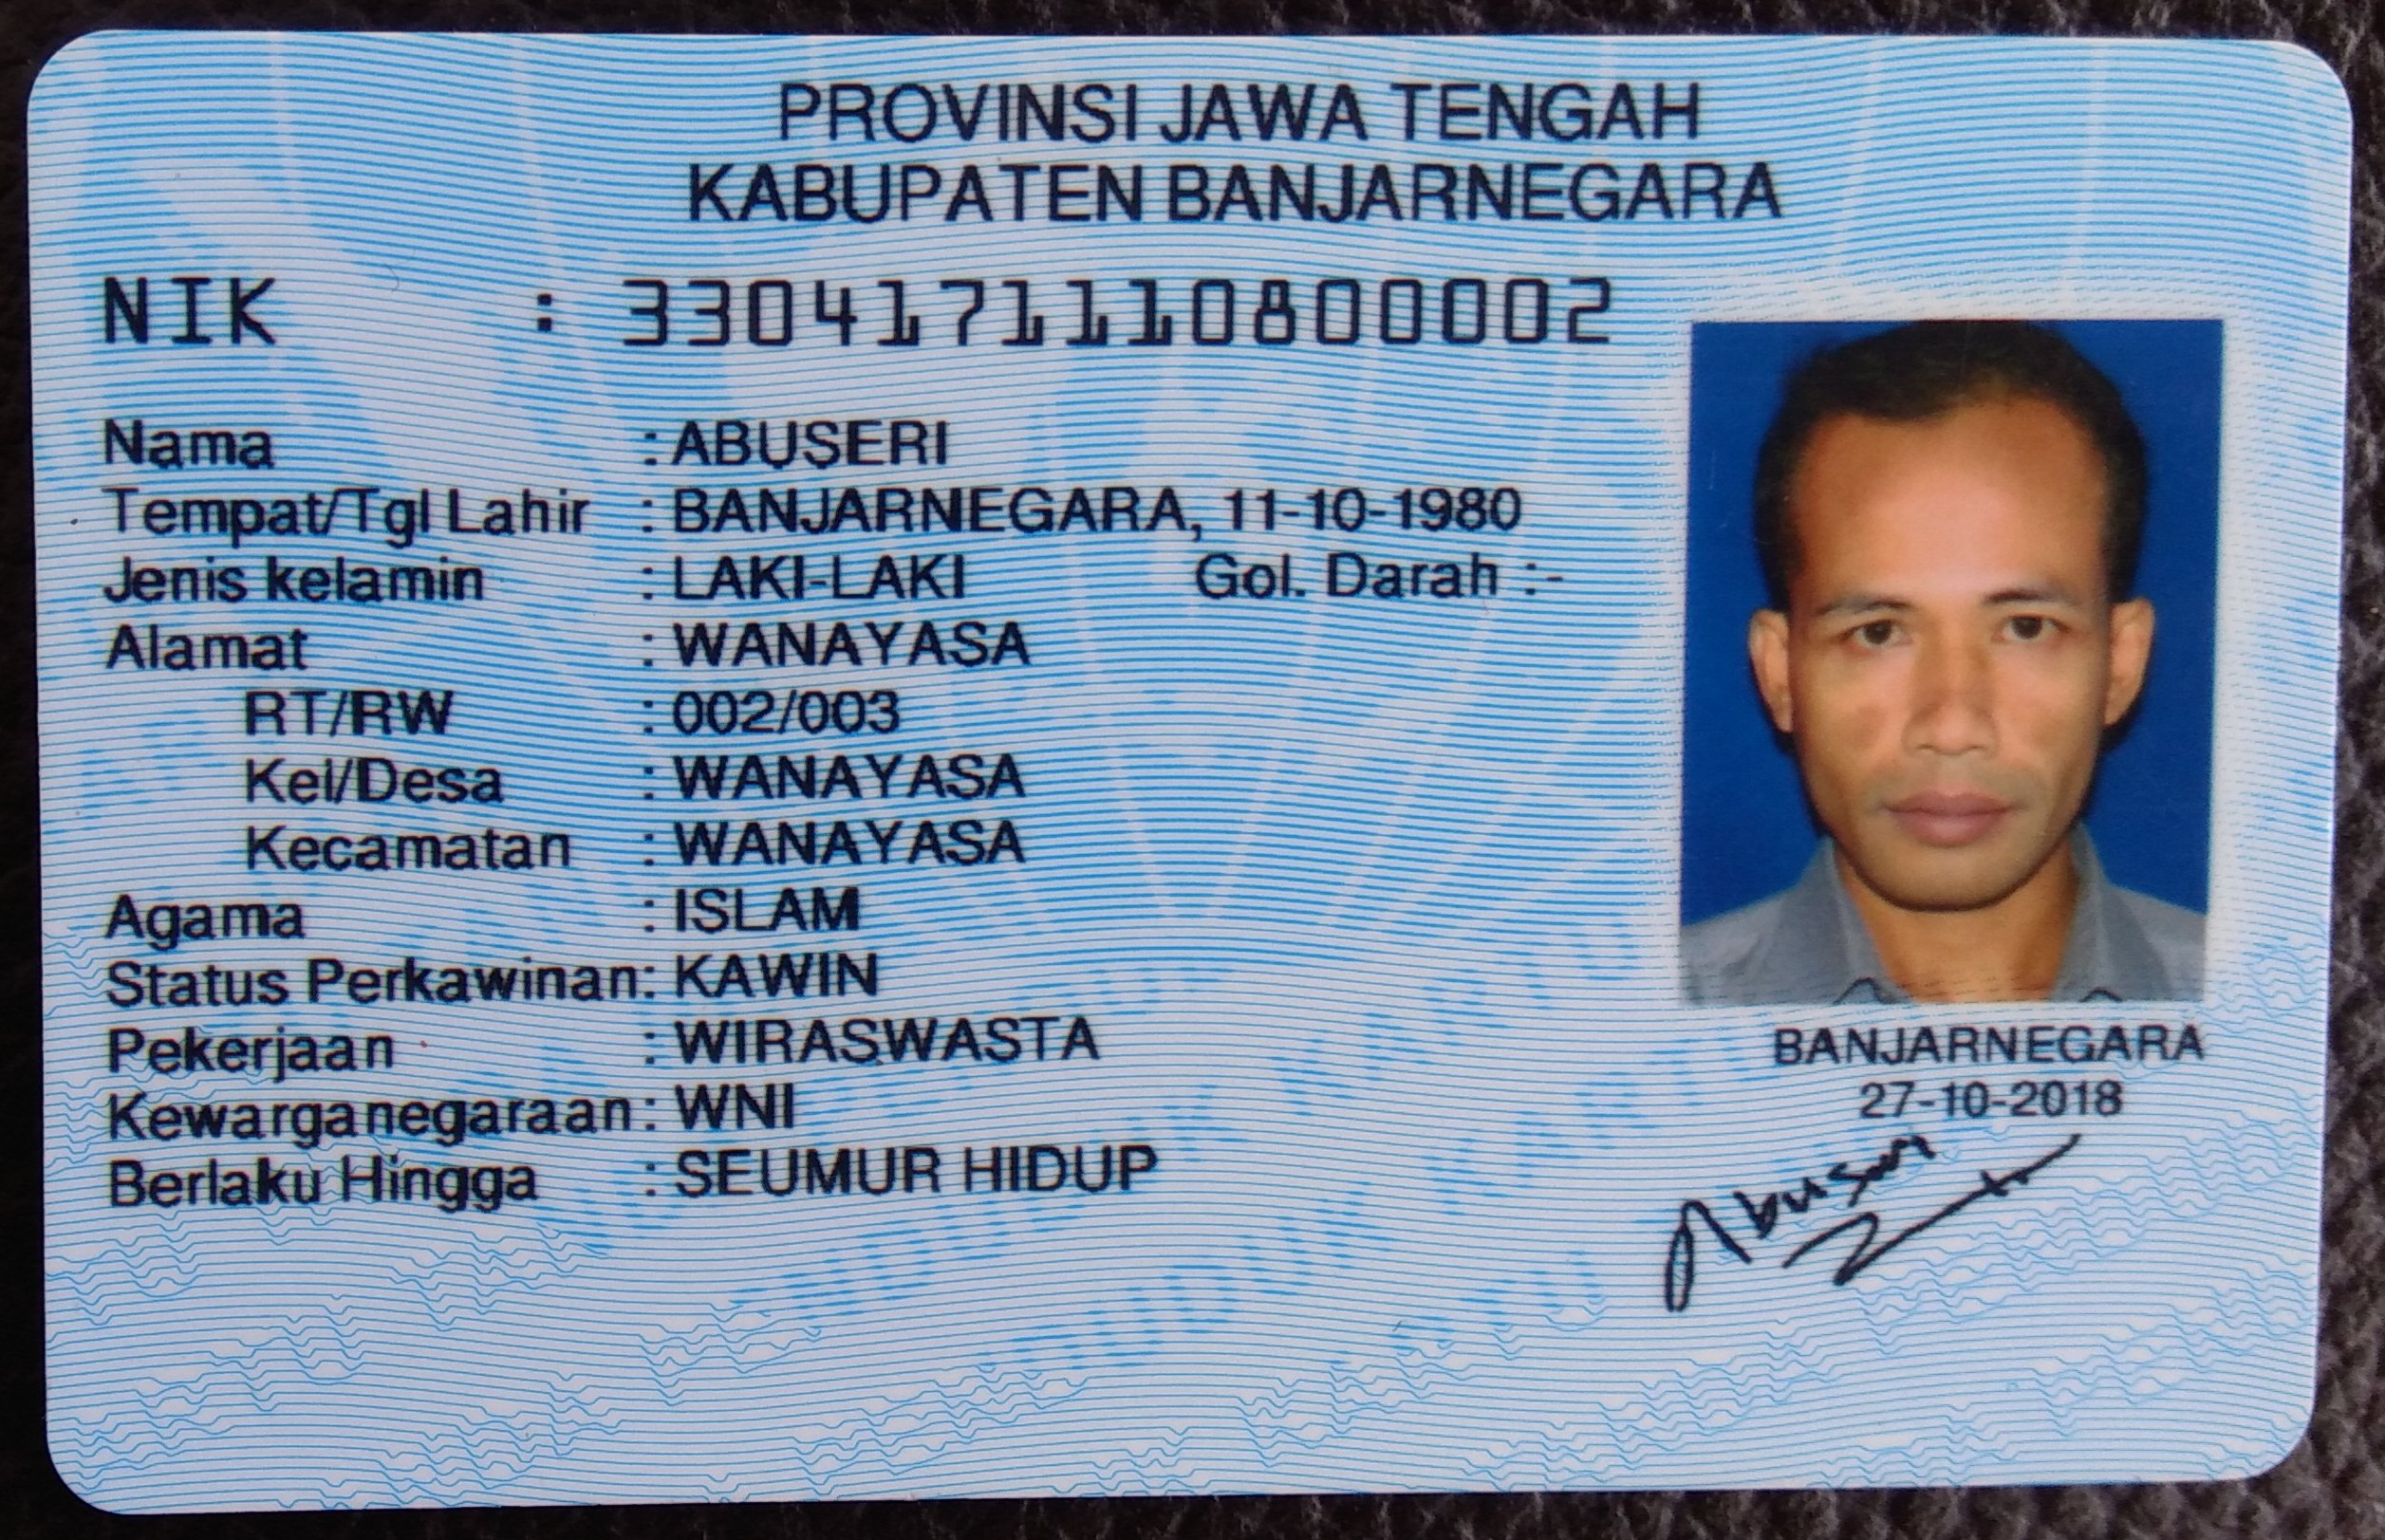 PROVINSI JAWA TENGAH
KABUPATEN BANJARNEGARA
NIK : 3304171110800002
Nama : ABUSERI
Tempat/Tgl Lahir : BANJARNEGARA, 11-10-1980
Jenis kelamin : LAKI-LAKI Gol. Darah :-
Alamat : WANAYASA
RT/RW : 002/003
Kel/Desa : WANAYASA
Kecamatan : WANAYASA
Agama : ISLAM
Status Perkawinan: KAWIN
Pekerjaan : WIRASWASTA
Kewarganegaraan: WNI
Berlaku Hingga : SEUMUR HIDUP
BANJARNEGARA
27-10-2018
Abuseri